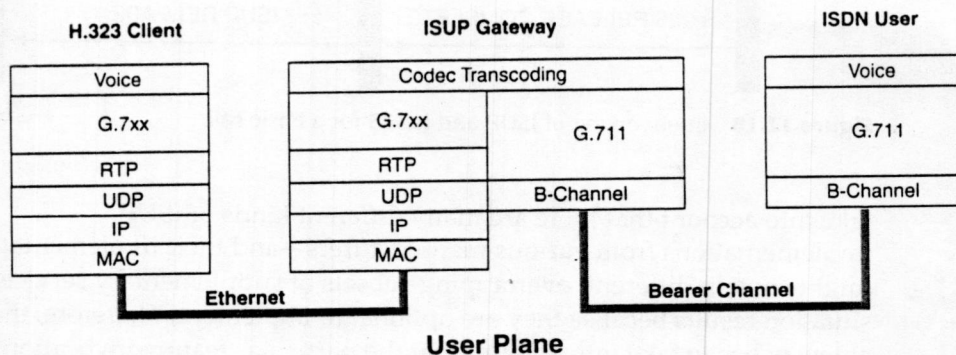 H.323 Client
ISUP Gateway
ISDN User
Voice
G.7xx
RTP
UDP
IP
MAC
Codec Transcoding
G.7xx
RTP
UDP
IP
MAC
G.711
B-Channel
Voice
G.711
B-Channel
Ethernet
Bearer Channel
User Plane